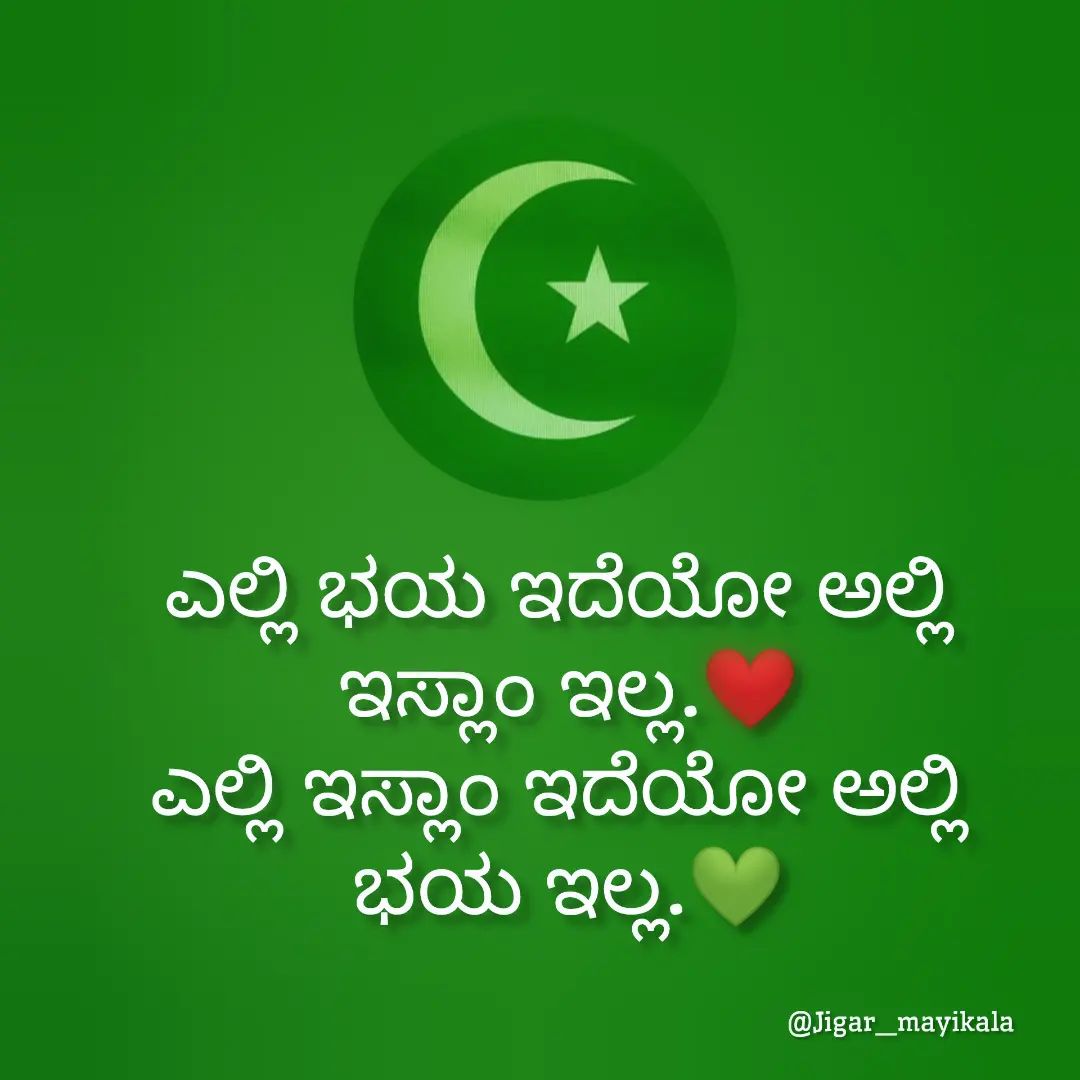 ಎಲ್ಲಿ ಭಯ ಇದೆಯೋ ಅಲ್ಲಿ
ಇಸ್ಲಾಂ ಇಲ್ಲ.❤️
ಎಲ್ಲಿ ಇಸ್ಲಾಂ ಇದೆಯೋ ಅಲ್ಲಿ
ಭಯ ಇಲ್ಲ.💚
@Jigar__mayikala